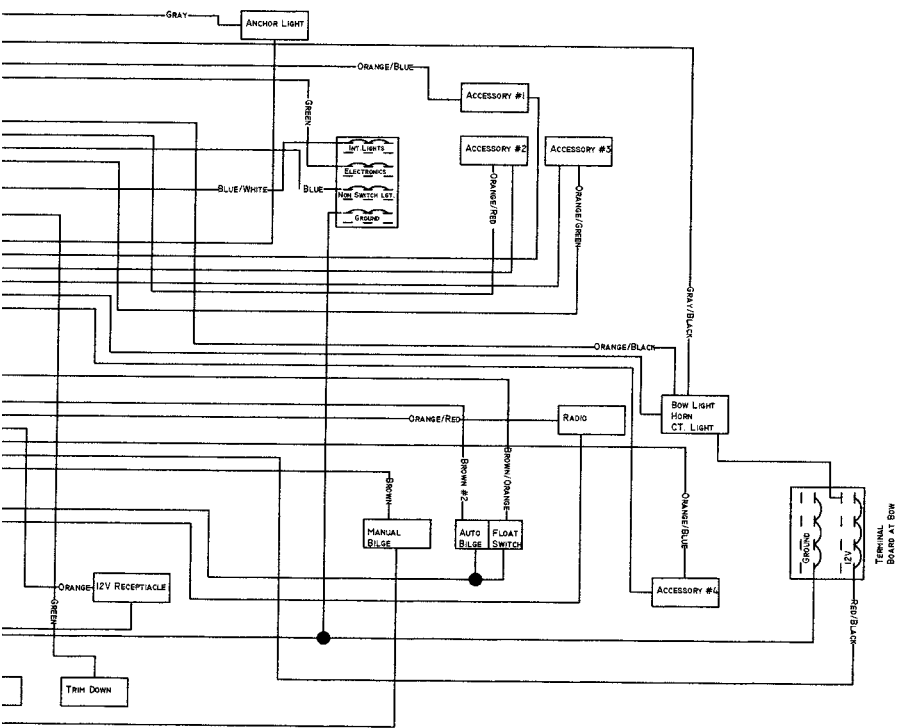 GRAY
ANCHOR LIGHT
ORANGE/BLUE
ACCESSORY #1
GREEN
INT.LIGHTS
ELECTRONICS
NON SWITCH LGT.
GROUND
ACCESSORY #2
ACCESSORY #3
BLUE/WHITE
BLUE
ORANGE/RED
ORANGE/GREEN
GRAY/BLACK
ORANGE/BLACK
BOW LIGHT
HORN
CT. LIGHT
ORANGE/RED
RADIO
BROWN
BROWN #2
BROWN/ORANGE
ORANGE/BLUE
MANUAL
BILGE
AUTO
BILGE
FLOAT
SWITCH
GROUND
12V
TERMINAL
BOARD AT BOW
ORANGE
12V RECEPTIACLE
ACCESSORY #4
GREEN
RED/BLACK
TRIM DOWN